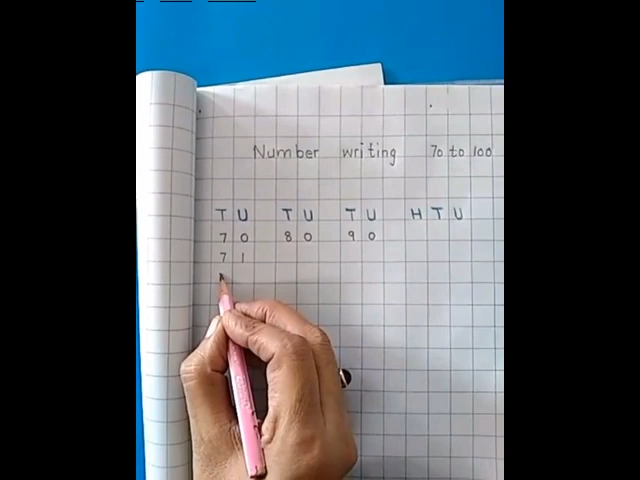 Number writing 70 to 100
T U T U T U H T U
7 0 8 0 9 0
7 1